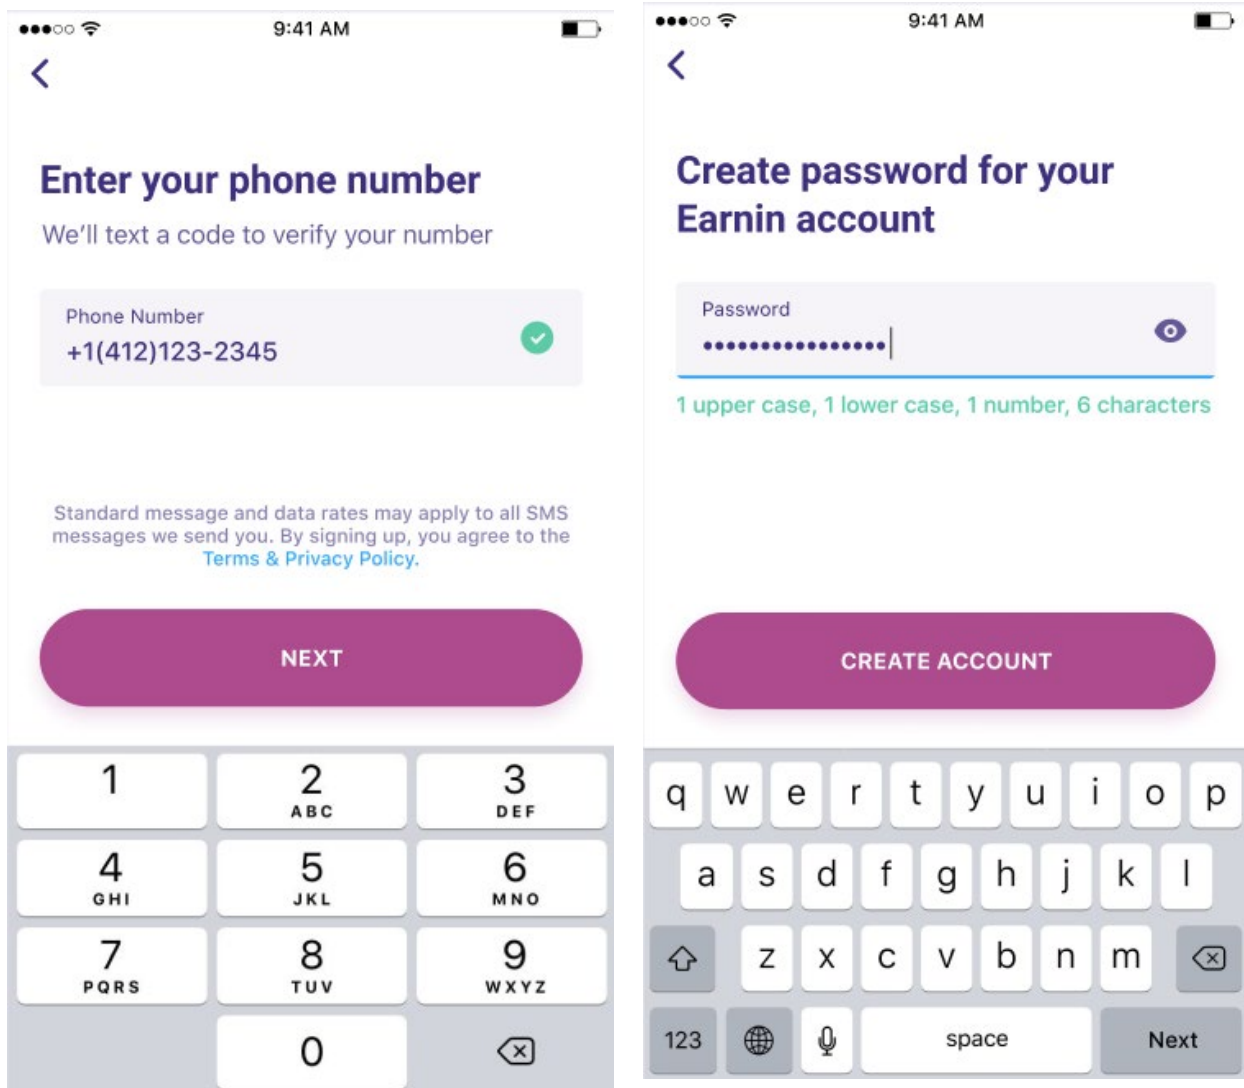 9:41 AM
Enter your phone number
We'll text a code to verify your number
Phone Number
+1(412)123-2345
Standard message and data rates may apply to all SMS
messages we send you. By signing up, you agree to the
Terms & Privacy Policy.
NEXT
1 2 3
ABC DEF
4 5 6
GHI JKL MNO
7 8 9
PQRS TUV WXYZ
0
9:41 AM
Create password for your
Earnin account
Password
••••••••••••••••
1 upper case, 1 lower case, 1 number, 6 characters
CREATE ACCOUNT
q w e r t y u i o p
a s d f g h j k l
z x c v b n m
123 space Next